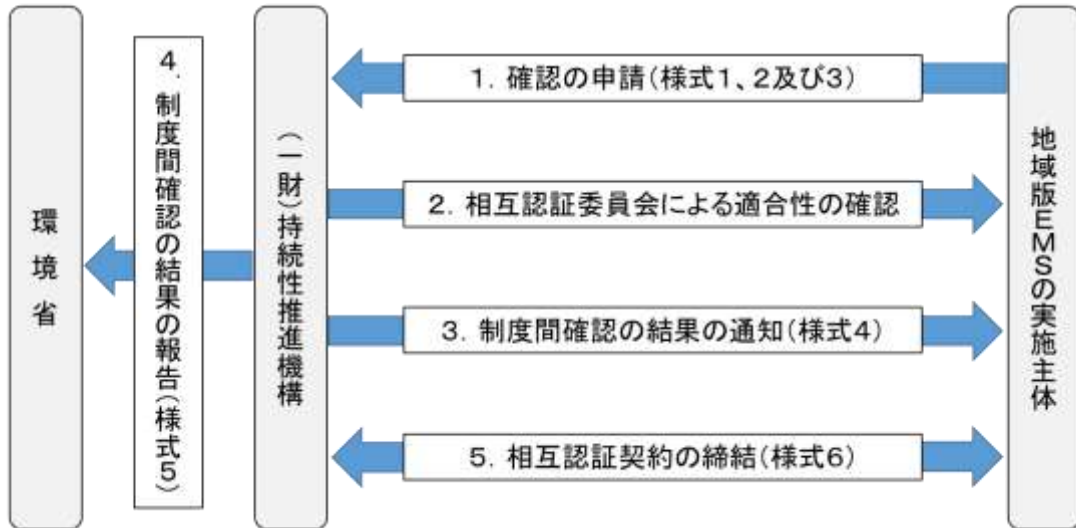 環境省
４．制度間確認の結果の報告（様式５）
（一財）持続性推進機構
１．確認の申請（様式１、２及び３）
２．相互認証委員会による適合性の確認
３．制度間確認の結果の通知（様式４）
５．相互認証契約の締結（様式６）
地域版ＥＭＳの実施主体